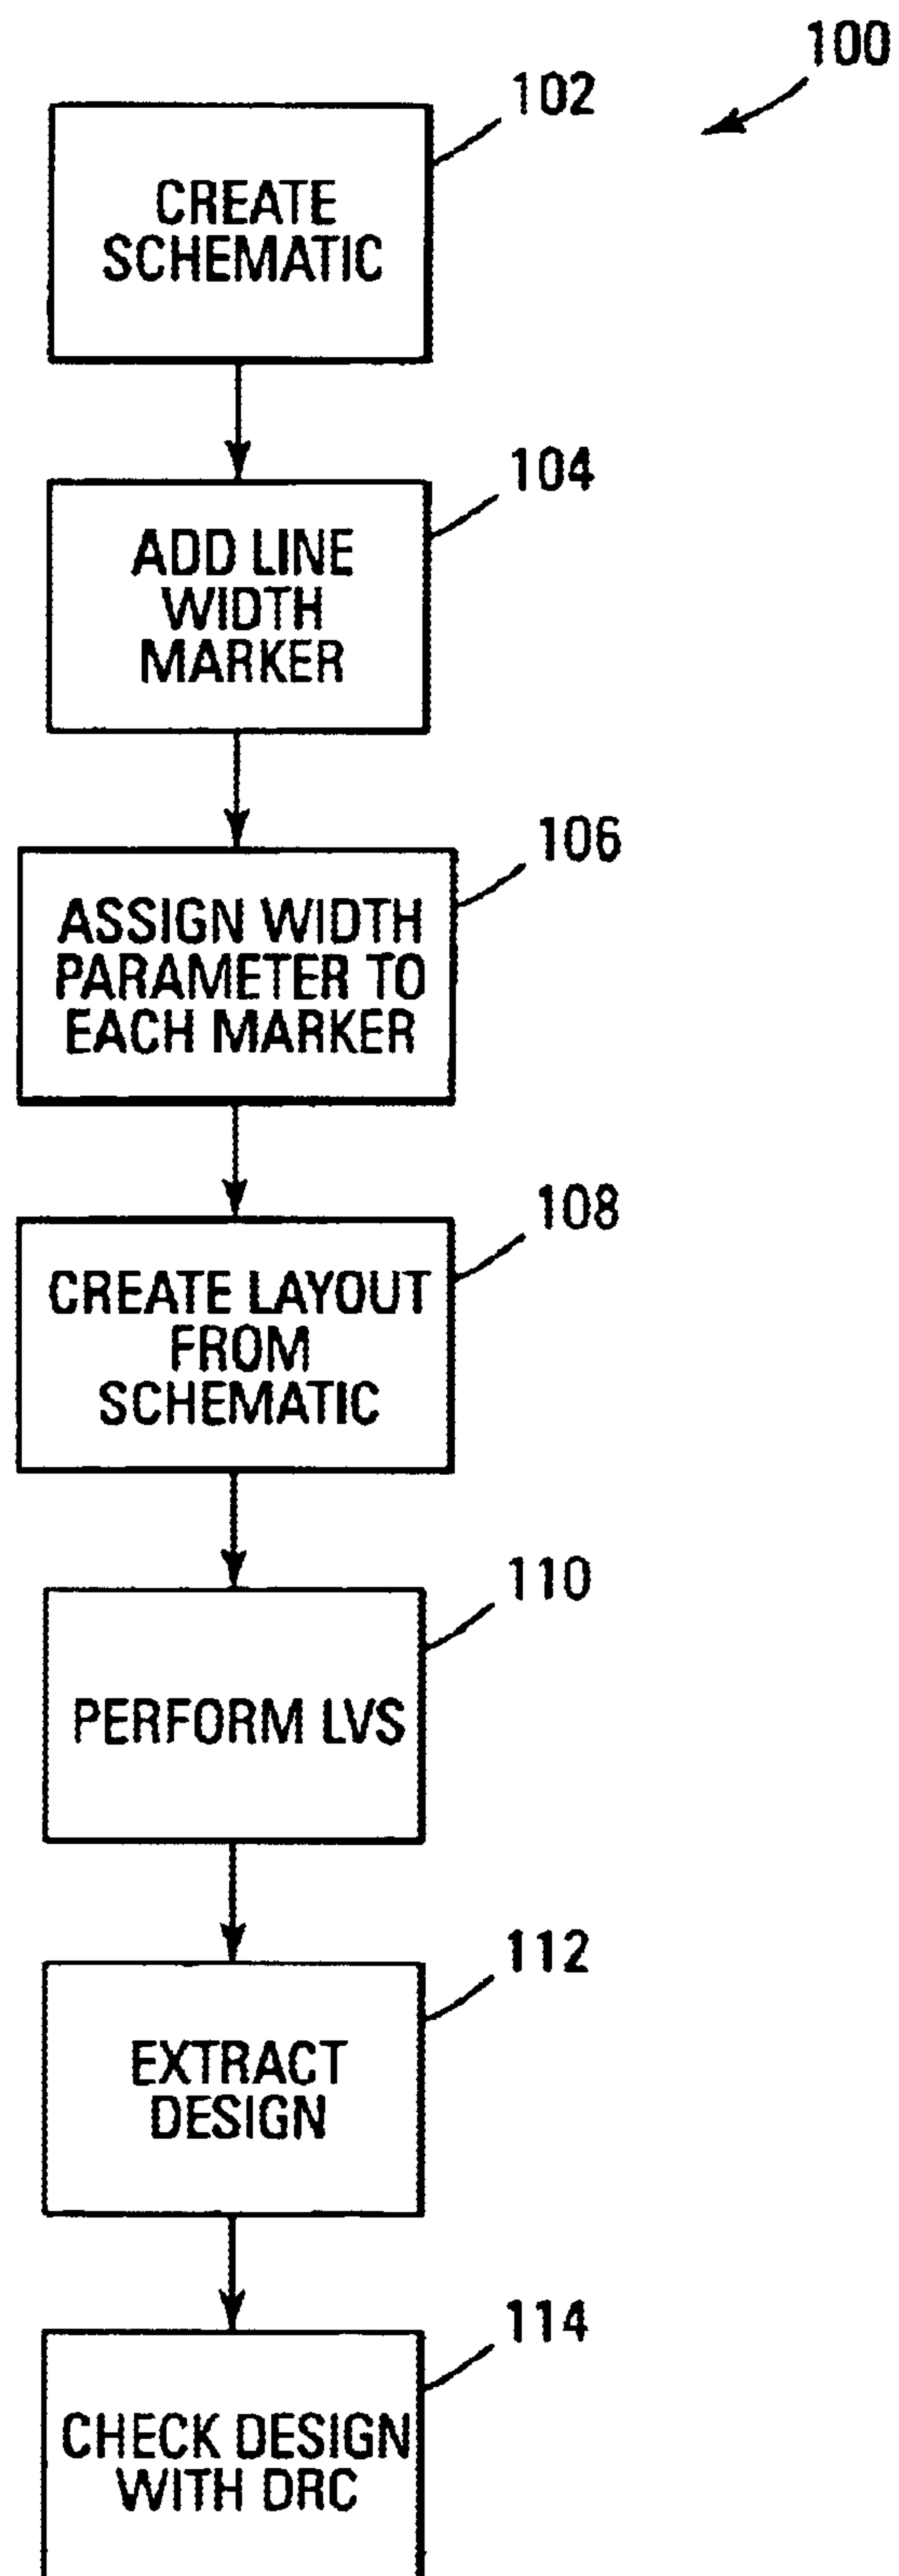 100
102
CREATE
SCHEMATIC
104
ADD LINE
WIDTH
MARKER
106
ASSIGN WIDTH
PARAMETER TO
EACH MARKER
108
CREATE LAYOUT
FROM
SCHEMATIC
110
PERFORM LVS
112
EXTRACT
DESIGN
114
CHECK DESIGN
WITH DRC